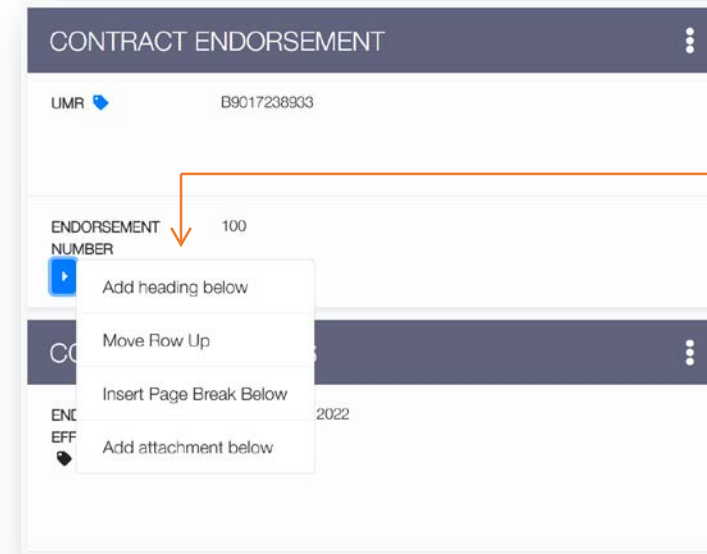 CONTRACT ENDORSEMENT
UMR B9017238933
ENDORSEMENT 100
NUMBER
Add heading below
Move Row Up
Insert Page Break Below
2022
Add attachment below